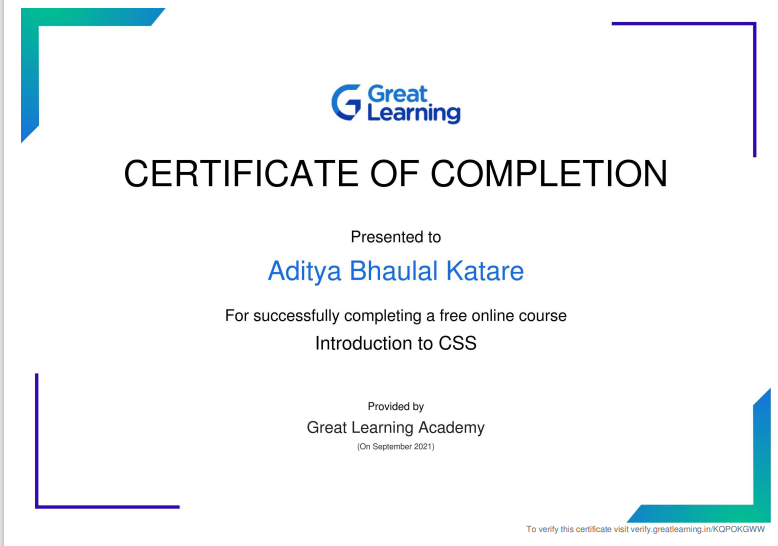 Great
Learning
CERTIFICATE OF COMPLETION
Presented to
Aditya Bhaulal Katare
For successfully completing a free online course
Introduction to CSS
Provided by
Great Learning Academy
(On September 2021)
To verify this certificate visit verify.greatlearning.in/KQPOKGWW